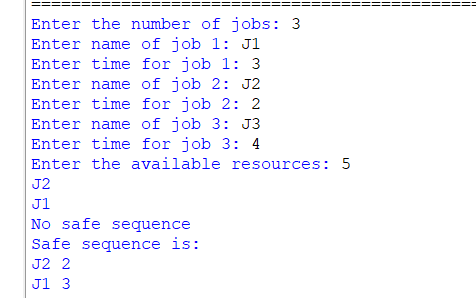 Enter the number of jobs: 3
Enter name of job 1: J1
Enter time for job 1: 3
Enter name of job 2: J2
Enter time for job 2: 2
Enter name of job 3: J3
Enter time for job 3: 4
Enter the available resources: 5
J2
J1
No safe sequence
Safe sequence is:
J2 2
J1 3